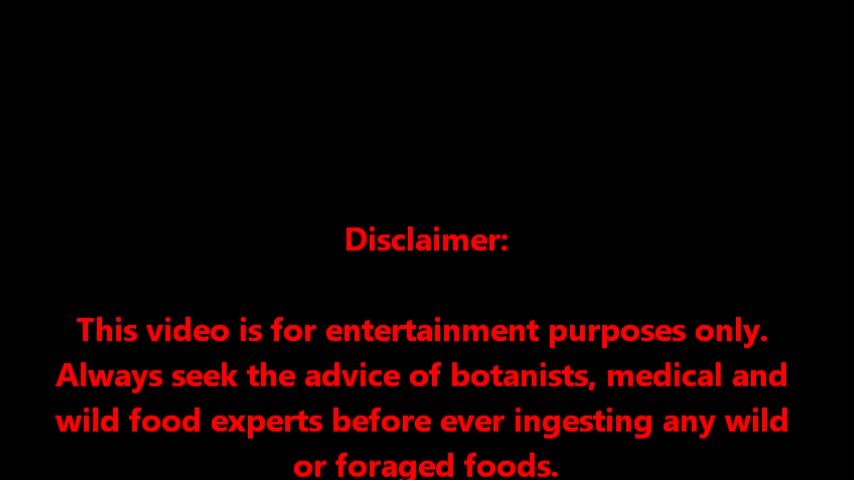 Disclaimer:
This video is for entertainment purposes only.
Always seek the advice of botanists, medical and
wild food experts before ever ingesting any wild
or foraged foods.